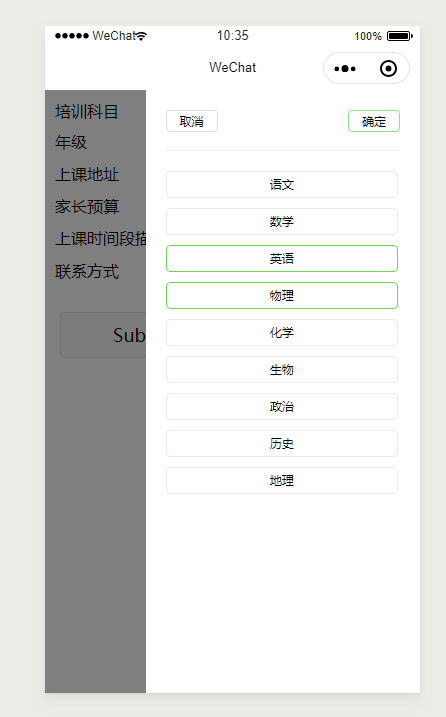 WeChat 10:35 100%
WeChat
培训科目
年级
上课地址
家长预算
上课时间段描
联系方式
Sub
取消 确定
语文
数学
英语
物理
化学
生物
政治
历史
地理